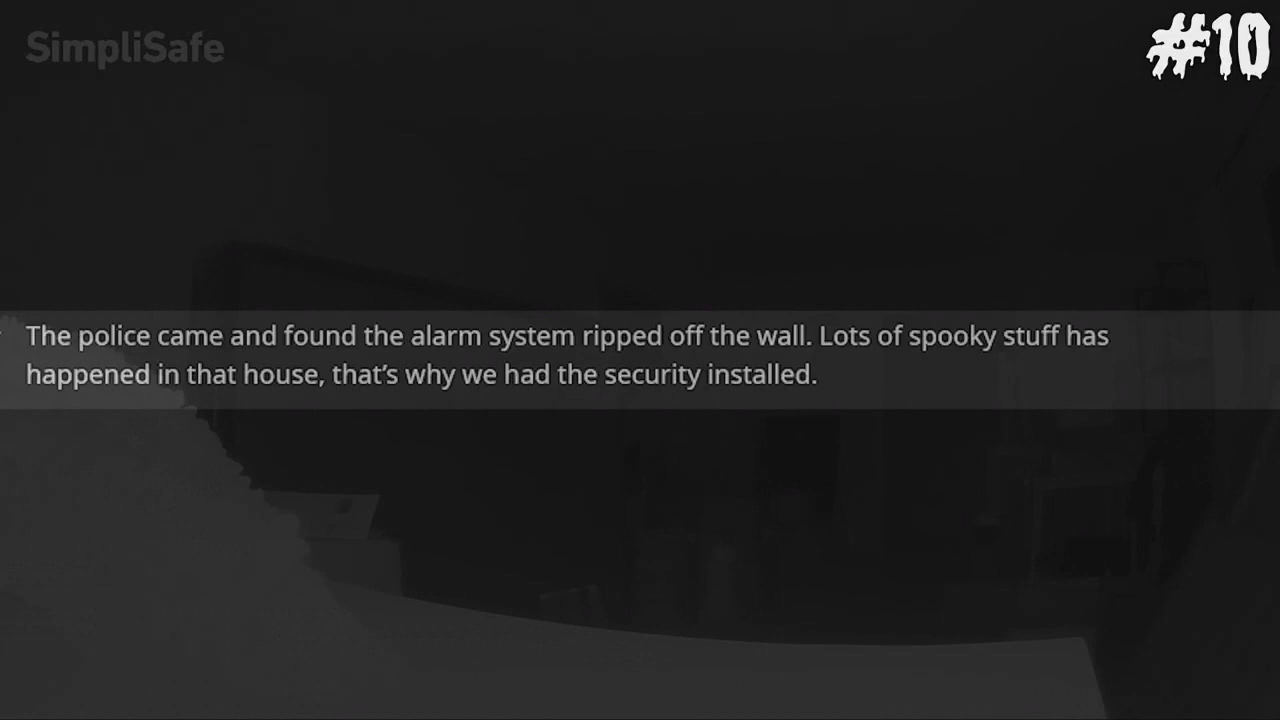 SimpliSafe
#10
The police came and found the alarm system ripped off the wall. Lots of spooky stuff has
happened in that house, that’s why we had the security installed.